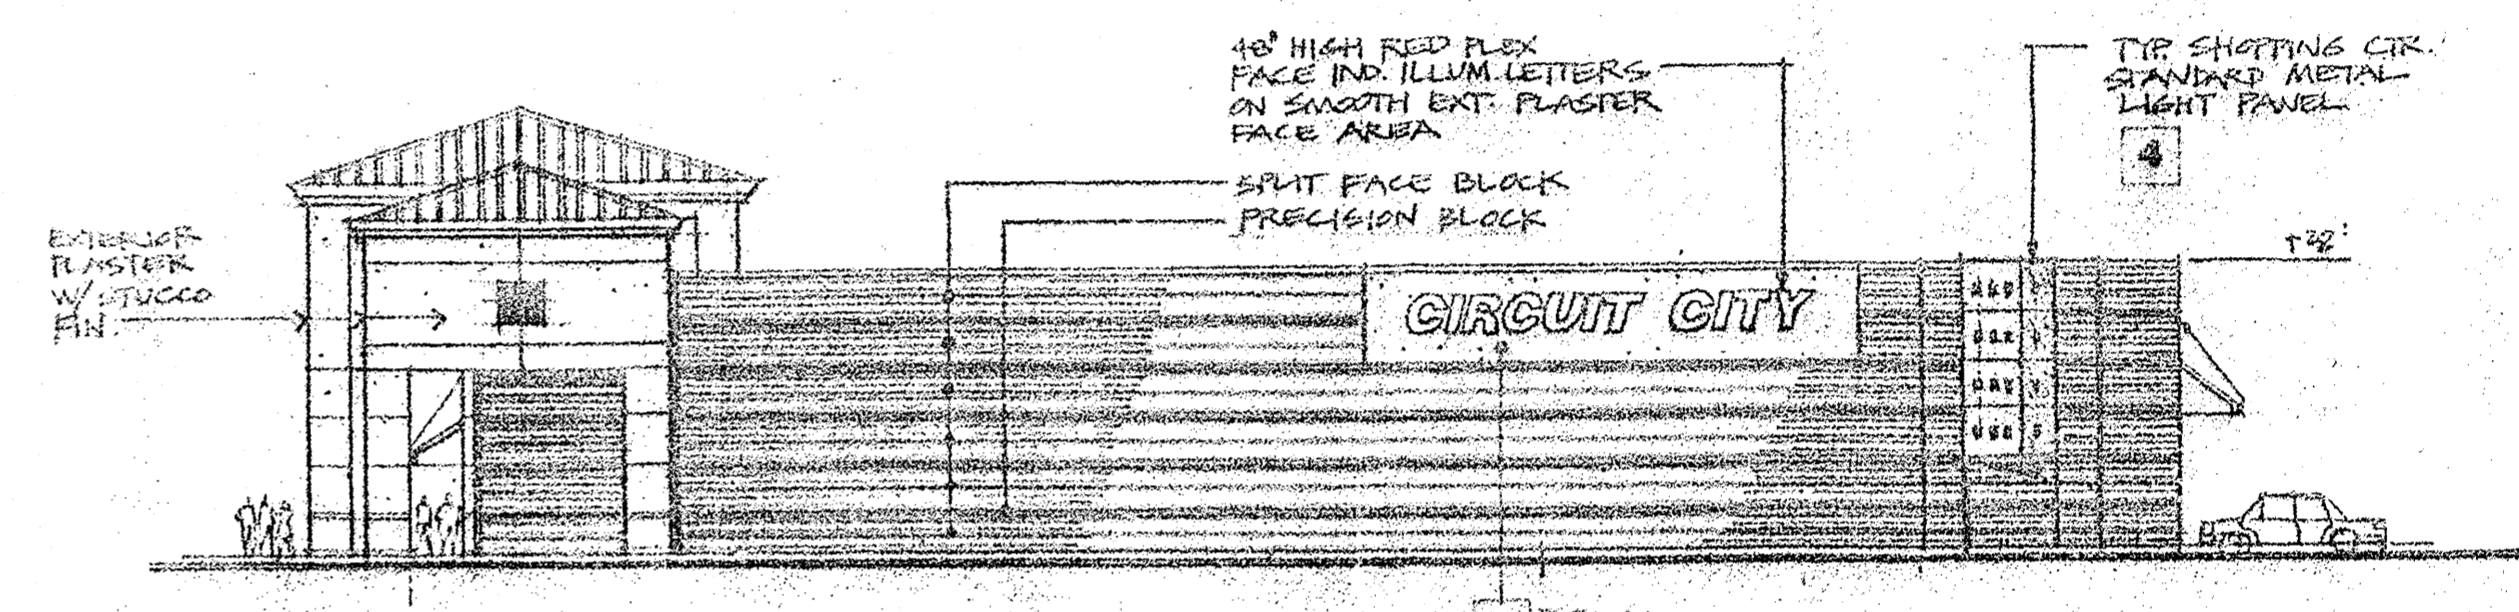 48" HIGH RED PLEX
FACE IND. ILLUM. LETTERS
ON SMOOTH EXT. PLASTER
FACE AREA
TYP. SHOPPING CTR.
STANDARD METAL
LIGHT PANEL
4
SPLIT FACE BLOCK
PRECISION BLOCK
EXTERIOR
PLASTER
W/ STUCCO
FIN.
+32'
CIRCUIT CITY